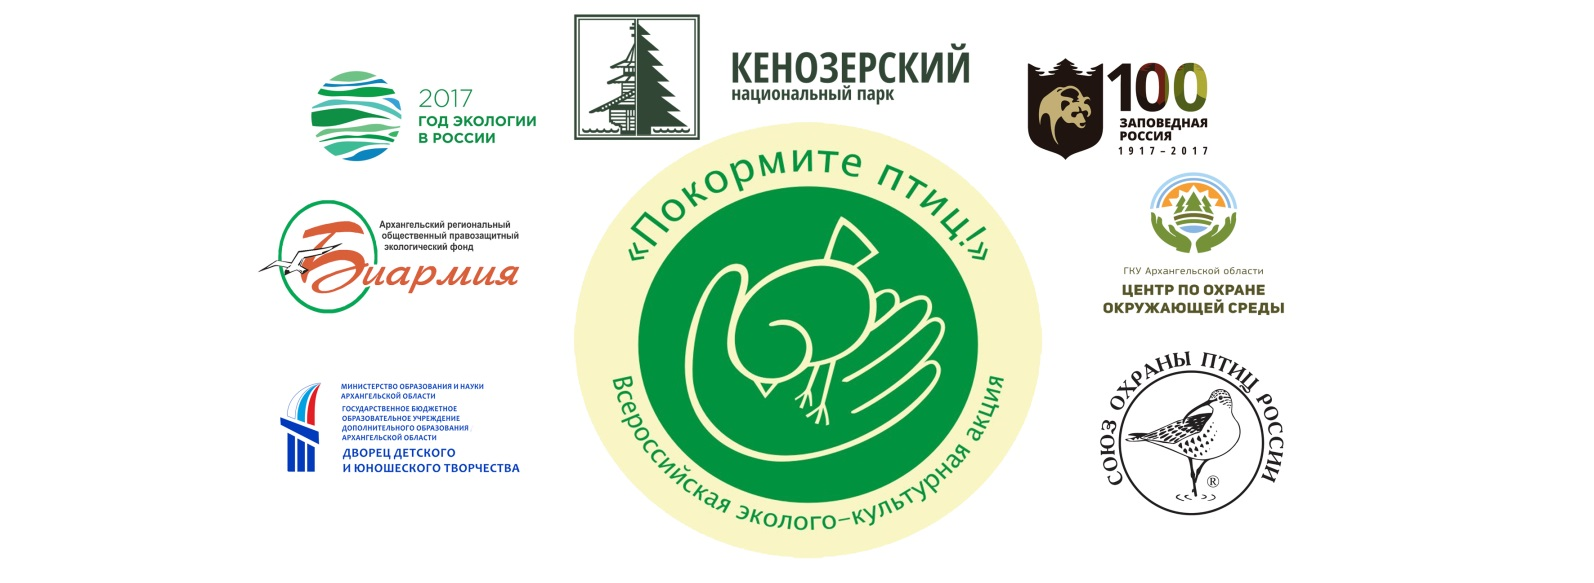 КЕНОЗЕРСКИЙ
национальный парк
2017
ГОД ЭКОЛОГИИ
В РОССИИ
100
ЗАПОВЕДНАЯ
РОССИЯ
1917–2017
«Покормите птиц!»
Всероссийская эколого-культурная акция
Архангельский региональный
общественный правозащитный
экологический фонд
Биармия
ГКУ Архангельской области
ЦЕНТР ПО ОХРАНЕ
ОКРУЖАЮЩЕЙ СРЕДЫ
МИНИСТЕРСТВО ОБРАЗОВАНИЯ И НАУКИ
АРХАНГЕЛЬСКОЙ ОБЛАСТИ
ГОСУДАРСТВЕННОЕ БЮДЖЕТНОЕ
ОБРАЗОВАТЕЛЬНОЕ УЧРЕЖДЕНИЕ
ДОПОЛНИТЕЛЬНОГО ОБРАЗОВАНИЯ
АРХАНГЕЛЬСКОЙ ОБЛАСТИ
ДВОРЕЦ ДЕТСКОГО
И ЮНОШЕСКОГО ТВОРЧЕСТВА
СОЮЗ ОХРАНЫ ПТИЦ РОССИИ
®